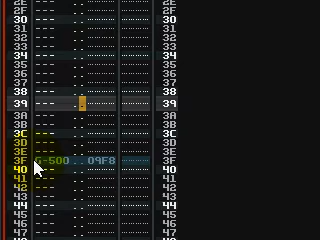 2E 2E
2F 2F
30 --- 30
31 --- 31
32 --- 32
33 --- 33
34 --- 34
35 --- 35
36 --- 36
37 --- 37
38 --- 38
39 --- 39
3A --- 3A
3B --- 3B
3C --- 3C
3D --- 3D
3E --- 3E
3F G-500 09F8 3F
40 --- 40
41 --- 41
42 --- 42
43 --- 43
44 --- 44
45 --- 45
46 --- 46
47 --- 47